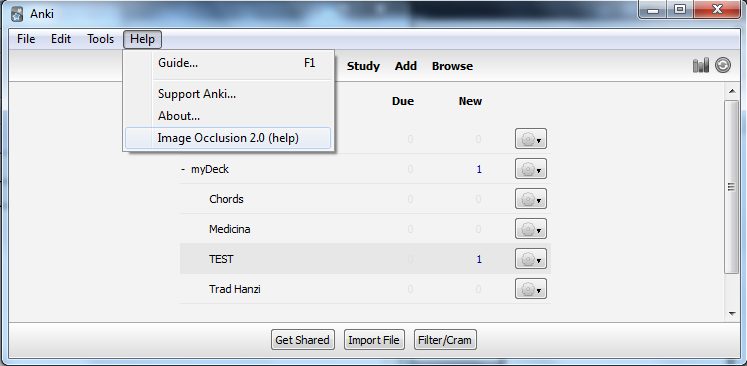 Anki
File Edit Tools Help
Guide... F1
Study Add Browse
Support Anki...
Due New
About...
Image Occlusion 2.0 (help)
0 0
- myDeck 0 1
Chords 0 0
Medicina 0 0
TEST 0 1
Trad Hanzi 0 0
Get Shared Import File Filter/Cram